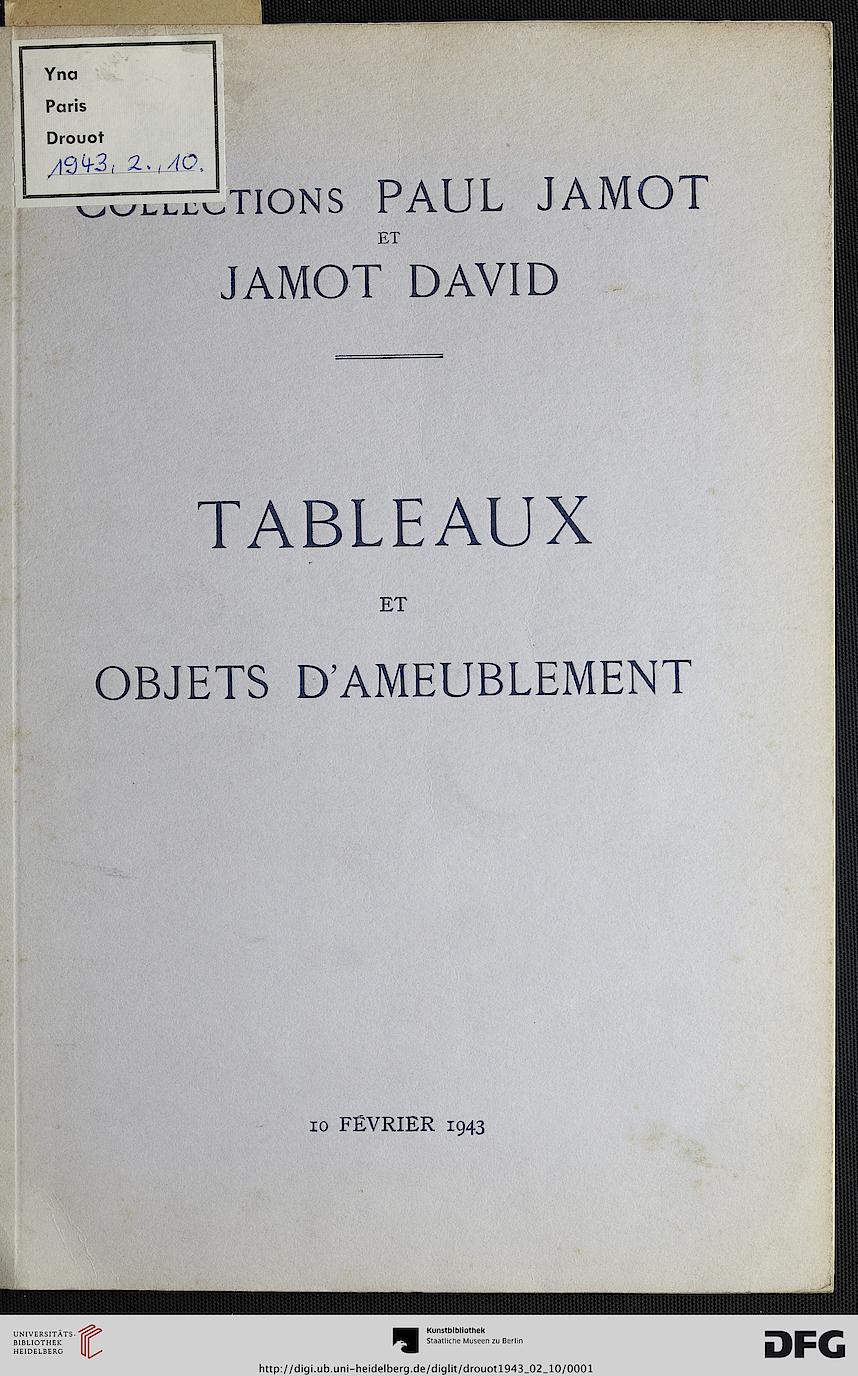 Yna
Paris
Drouot
1943, 2., 10.
COLLECTIONS PAUL JAMOT
ET
JAMOT DAVID
TABLEAUX
ET
OBJETS D'AMEUBLEMENT
10 FÉVRIER 1943
UNIVERSITÄTS-
BIBLIOTHEK
HEIDELBERG
Kunstbibliothek
Staatliche Museen zu Berlin
DFG
http://digi.ub.uni-heidelberg.de/diglit/drouot1943_02_10/0001